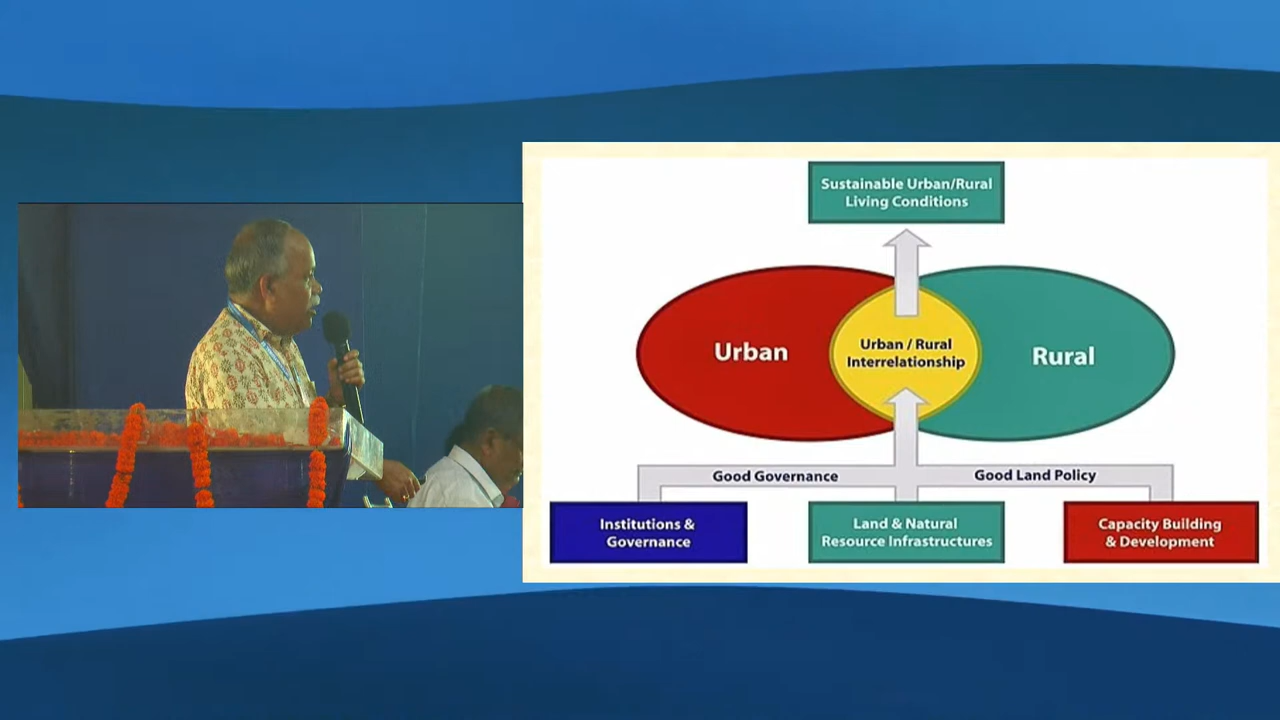 Sustainable Urban/Rural
Living Conditions
Urban
Urban / Rural
Interrelationship
Rural
Good Governance
Good Land Policy
Institutions &
Governance
Land & Natural
Resource Infrastructures
Capacity Building
& Development